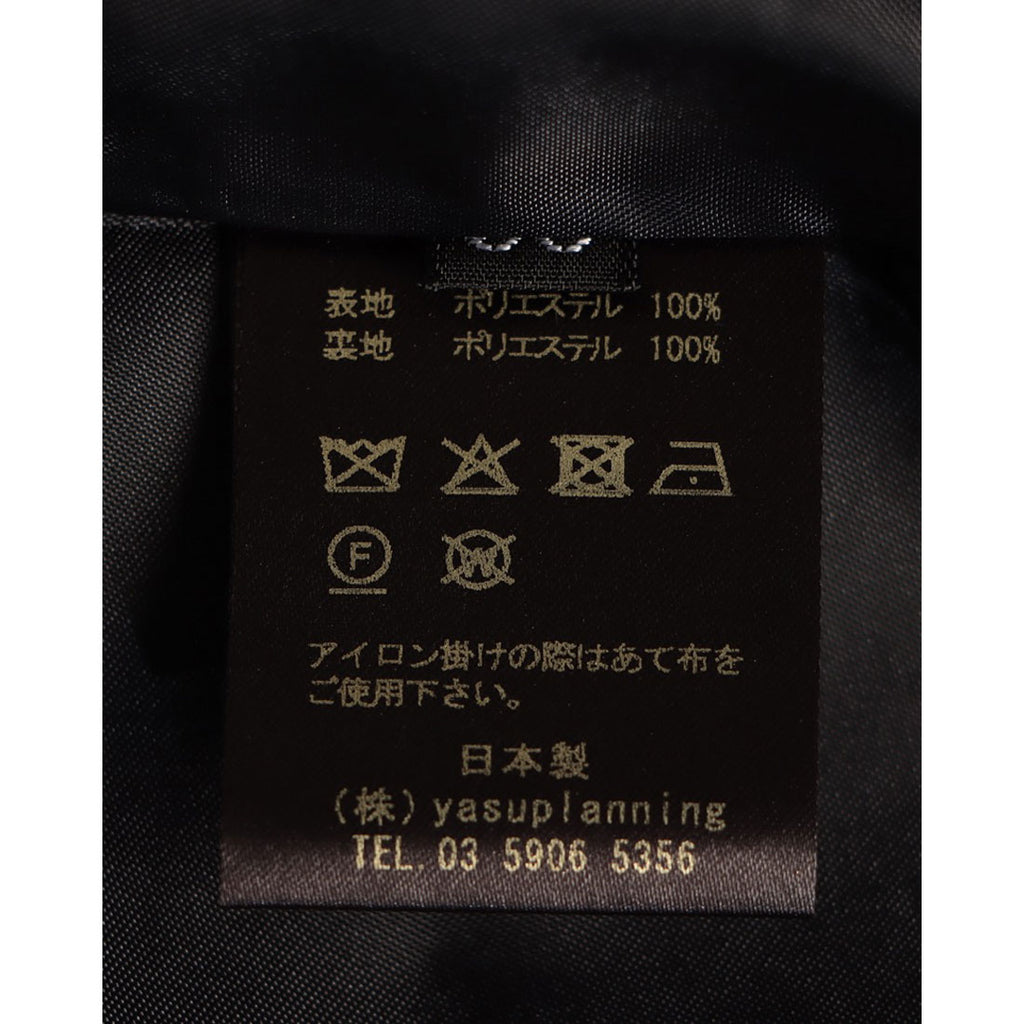 表地 ポリエステル 100%
裏地 ポリエステル 100%
F W
アイロン掛けの際はあて布を
ご使用下さい。
日本製
(株) yasuplanning
TEL. 03 5906 5356